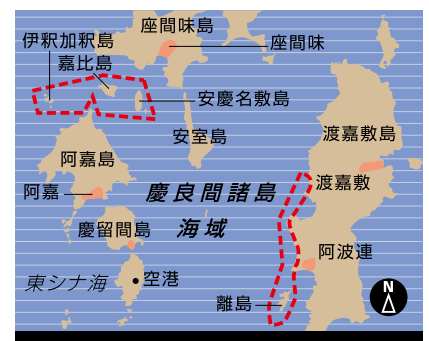 座間味島
伊釈加釈島
座間味
嘉比島
安慶名敷島
安室島
渡嘉敷島
阿嘉島
渡嘉敷
阿嘉
慶良間諸島
海域
慶留間島
阿波連
東シナ海
空港
離島
N